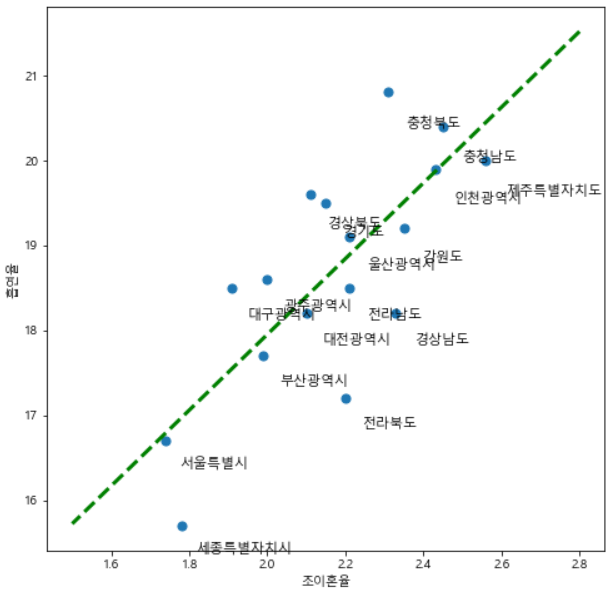 21
20
19
18
17
16
흡연율
충청북도
충청남도
제주특별자치도
인천광역시
경상북도
경기도
강원도
울산광역시
광주광역시
대구광역시
전라남도
대전광역시
경상남도
부산광역시
전라북도
서울특별시
세종특별자치시
1.6 1.8 2.0 2.2 2.4 2.6 2.8
조이혼율